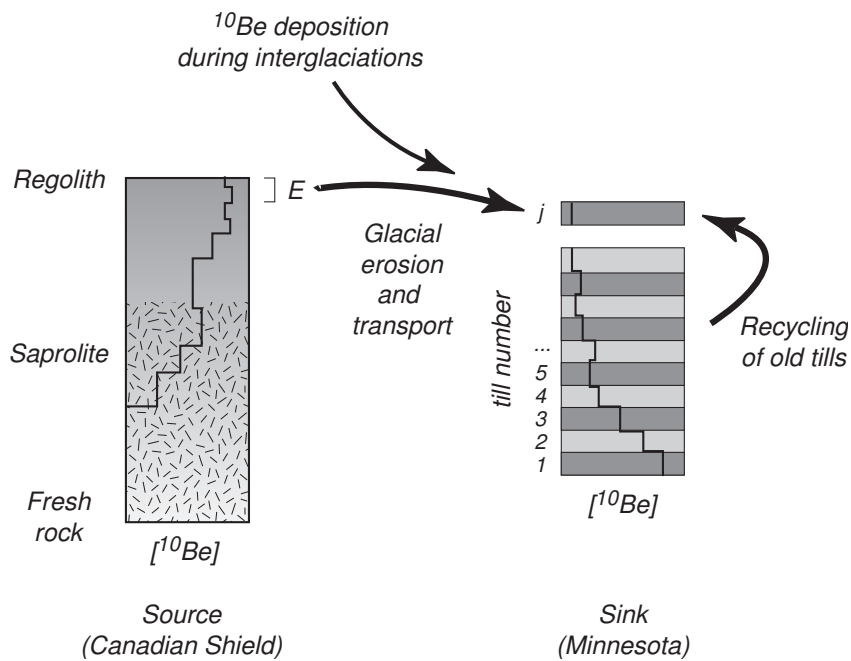 ¹⁰Be deposition
during interglaciations
Regolith
E
Glacial
erosion
and
transport
Saprolite
Fresh
rock
[¹⁰Be]
Source
(Canadian Shield)
j
till number
...
5
4
3
2
1
Recycling
of old tills
[¹⁰Be]
Sink
(Minnesota)